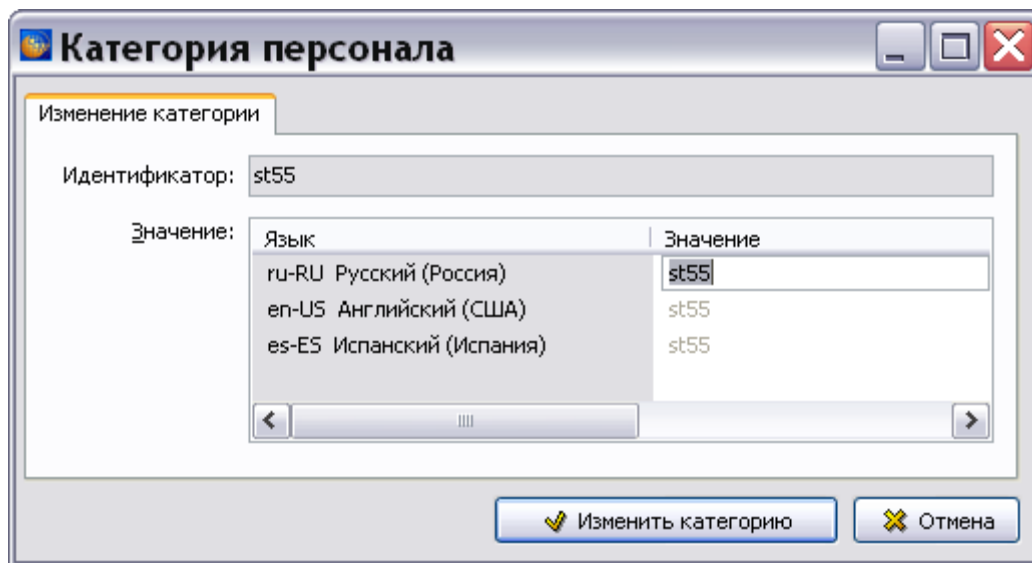 Категория персонала
Изменение категории
Идентификатор: st55
Значение:
Язык Значение
ru-RU Русский (Россия) st55
en-US Английский (США) st55
es-ES Испанский (Испания) st55
Изменить категорию Отмена